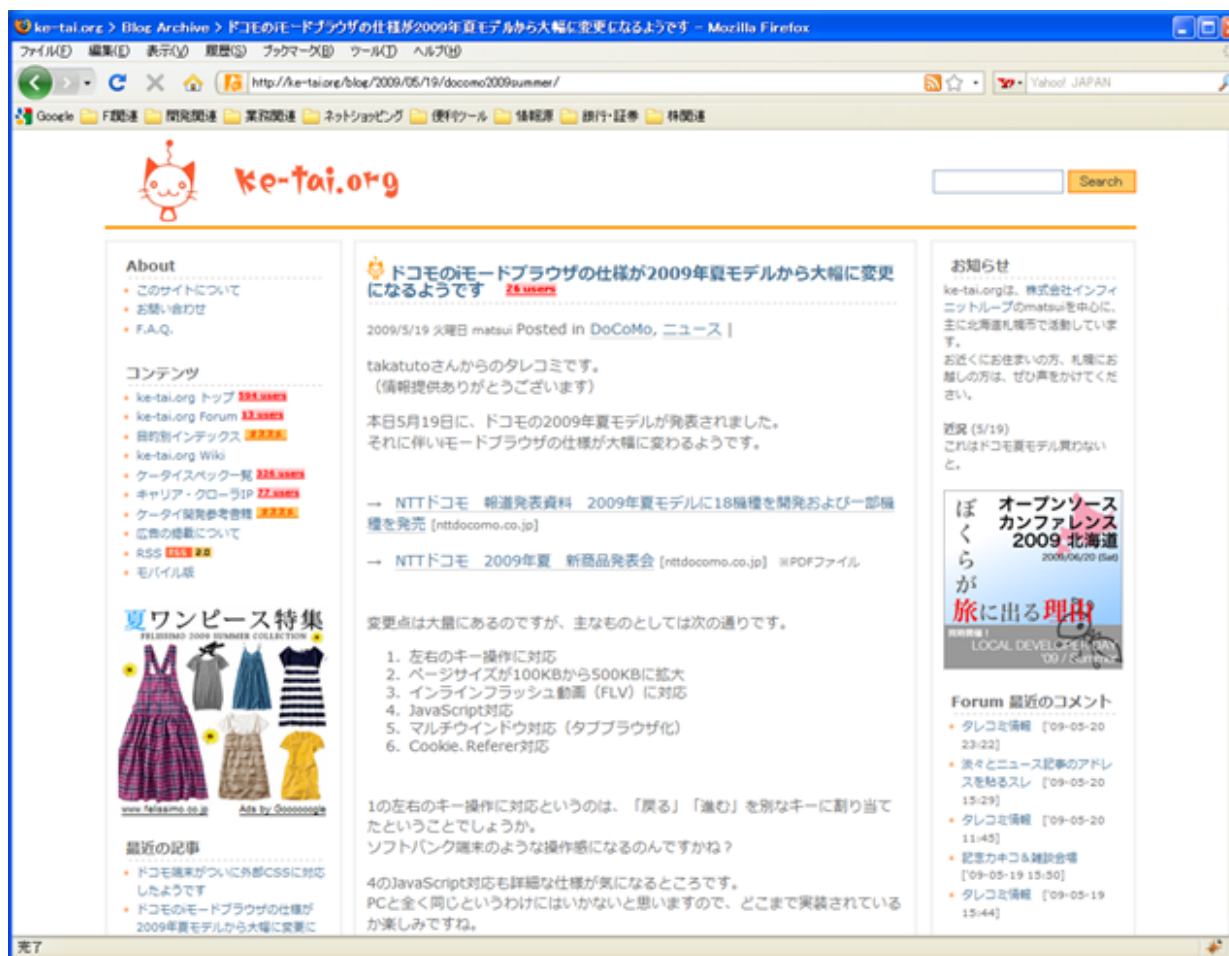 ke-tai.org > Blog Archive > ドコモのiモードブラウザの仕様が2009年夏モデルから大幅に変更になるようです - Mozilla Firefox
ファイル(F) 編集(E) 表示(V) 履歴(S) ブックマーク(B) ツール(T) ヘルプ(H)
http://ke-tai.org/blog/2009/05/19/docomo2009summer/
Yahoo! JAPAN
Google F関連 開発関連 業務関連 ネットショッピング 便利ツール 情報源 銀行・証券 株関連
ke-tai.org
Search
About
このサイトについて
お問い合わせ
F.A.Q.
コンテンツ
ke-tai.org トップ 594 users
ke-tai.org Forum 13 users
目的別インデックス
ke-tai.org Wiki
ケータイスペック一覧 326 users
キャリア・クローラIP 77 users
ケータイ開発参考書籍
広告の掲載について
RSS RSS 2.0
モバイル版
夏ワンピース特集
FELISSIMO 2009 SUMMER COLLECTION
www.felissimo.co.jp Ads by Goooooogle
最近の記事
ドコモ端末がついに外部CSSに対応
したようです
ドコモのiモードブラウザの仕様が
2009年夏モデルから大幅に変更に
ドコモのiモードブラウザの仕様が2009年夏モデルから大幅に変更
になるようです 26 users
2009/5/19 火曜日 matsui Posted in DoCoMo, ニュース |
takatutoさんからのタレコミです。
（情報提供ありがとうございます）
本日5月19日に、ドコモの2009年夏モデルが発表されました。
それに伴いiモードブラウザの仕様が大幅に変わるようです。
→ NTTドコモ 報道発表資料 2009年夏モデルに18機種を開発および一部機
種を発売 [nttdocomo.co.jp]
→ NTTドコモ 2009年夏 新商品発表会 [nttdocomo.co.jp] ※PDFファイル
変更点は大量にあるのですが、主なものとしては次の通りです。
1. 左右のキー操作に対応
2. ページサイズが100KBから500KBに拡大
3. インラインフラッシュ動画（FLV）に対応
4. JavaScript対応
5. マルチウインドウ対応（タブブラウザ化）
6. Cookie、Referer対応
1の左右のキー操作に対応というのは、「戻る」「進む」を別なキーに割り当て
たということでしょうか。
ソフトバンク端末のような操作感になるのんですかね？
4のJavaScript対応も詳細な仕様が気になるところです。
PCと全く同じというわけにはいかないと思いますので、どこまで実装されている
か楽しみですね。
お知らせ
ke-tai.orgは、株式会社インフィ
ニットループのmatsuiを中心に、
主に北海道札幌市で活動していま
す。
お近くにお住まいの方、札幌にお
越しの方は、ぜひ声をかけてくだ
さい。
近況 (5/19)
これはドコモ夏モデル買わない
と。
オープンソース
カンファレンス
2009 北海道
2009/06/20 (Sat)
ぼくらが
旅に出る理由
同時開催！
LOCAL DEVELOPER DAY
'09 / Summer
Forum 最近のコメント
タレコミ情報 ['09-05-20
23:22]
淡々とニュース記事のアドレ
スを貼るスレ ['09-05-20
15:29]
タレコミ情報 ['09-05-20
11:45]
記念カキコ＆雑談会場
['09-05-19 15:50]
タレコミ情報 ['09-05-19
15:44]
完了